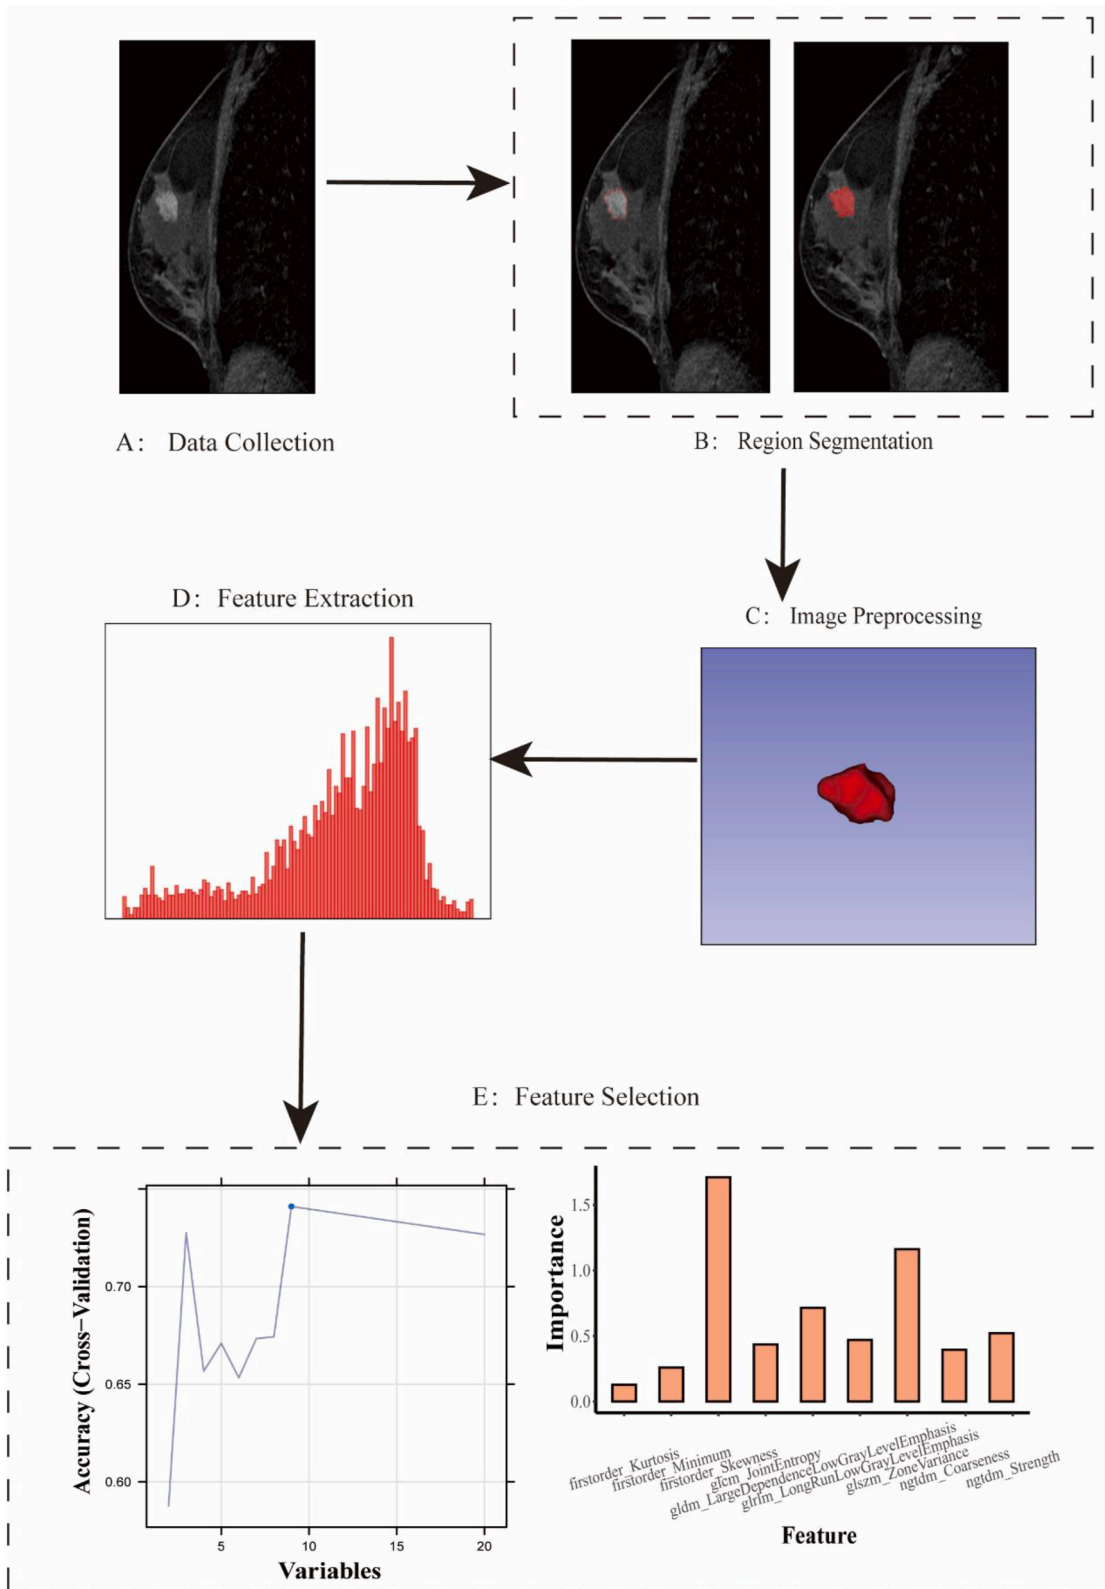 A: Data Collection
B: Region Segmentation
D: Feature Extraction
C: Image Preprocessing
E: Feature Selection
Accuracy (Cross-Validation)
0.70
0.65
0.60
5
10
15
20
Variables
Importance
1.5
1.0
0.5
0.0
firstorder_Kurtosis
firstorder_Minimum
firstorder_Skewness
glcm_JointEntropy
gldm_LargeDependenceLowGrayLevelEmphasis
glrlm_LongRunLowGrayLevelEmphasis
glszm_ZoneVariance
ngtdm_Coarseness
ngtdm_Strength
Feature